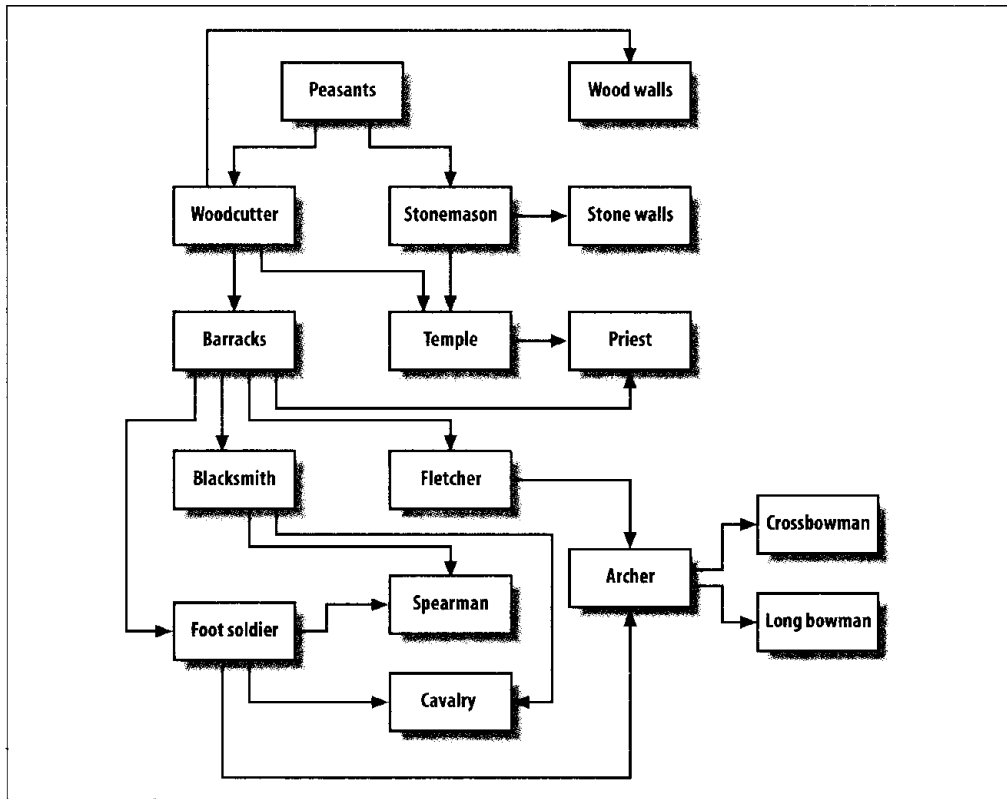 Peasants
Wood walls
Woodcutter
Stonemason
Stone walls
Barracks
Temple
Priest
Blacksmith
Fletcher
Crossbowman
Archer
Spearman
Long bowman
Foot soldier
Cavalry